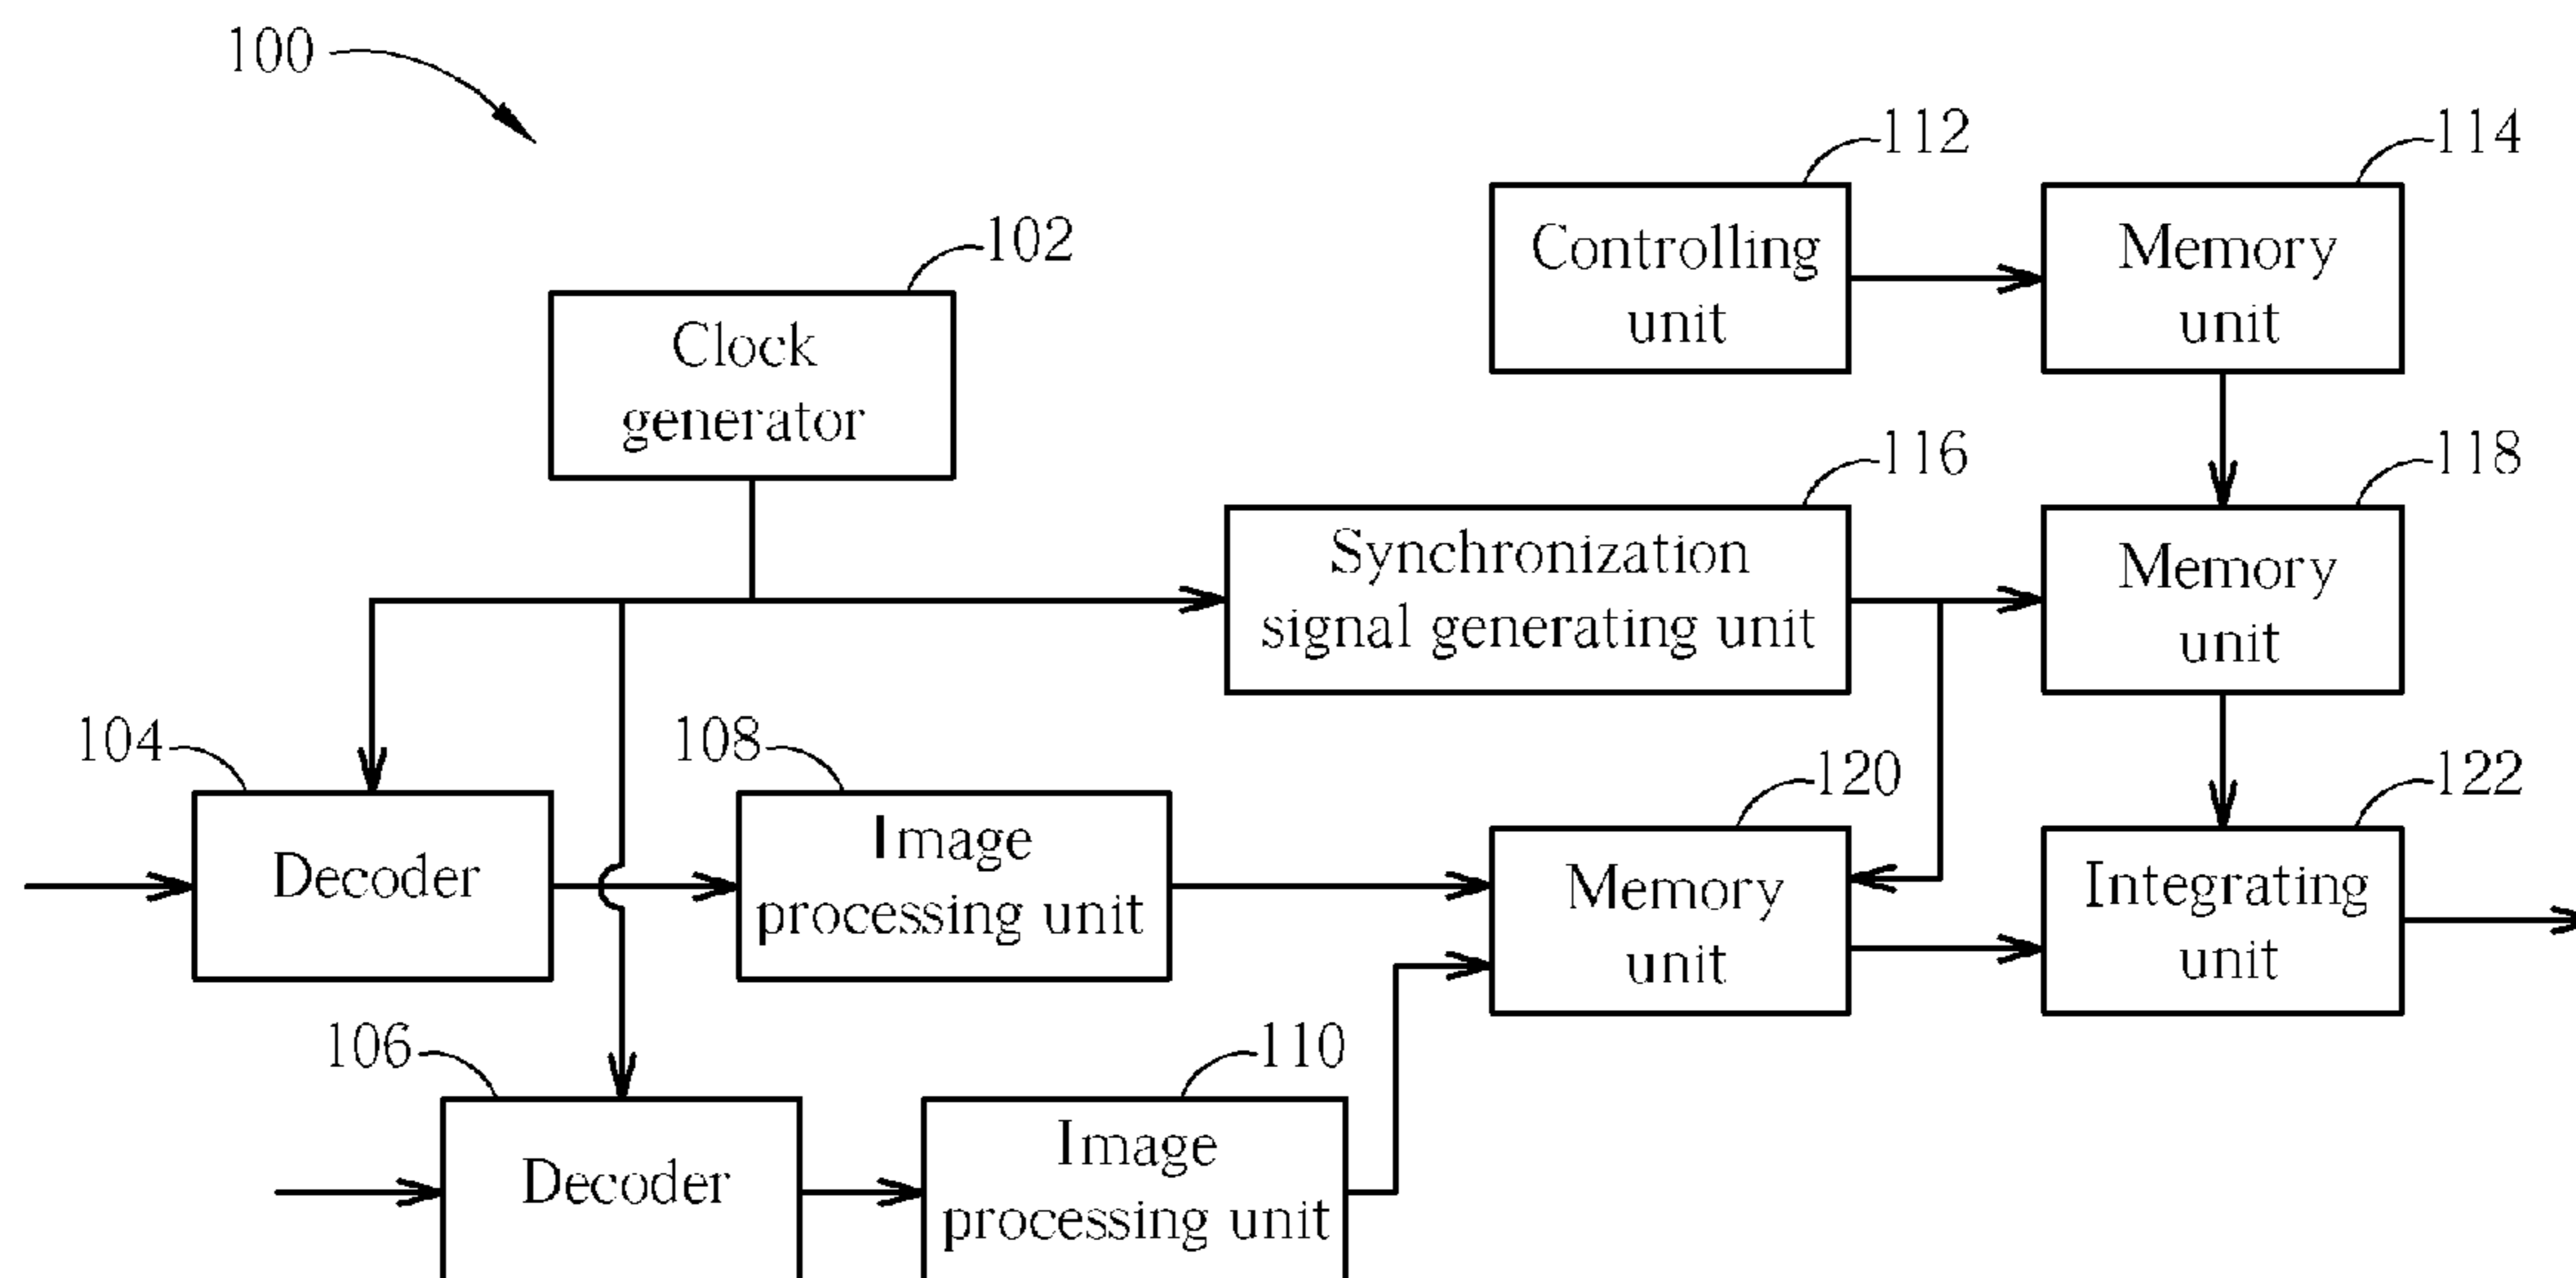 100
112
114
102
Controlling
unit
Memory
unit
Clock
generator
116
118
Synchronization
signal generating unit
Memory
unit
104
108
120
122
Decoder
Image
processing unit
Memory
unit
Integrating
unit
106
110
Decoder
Image
processing unit